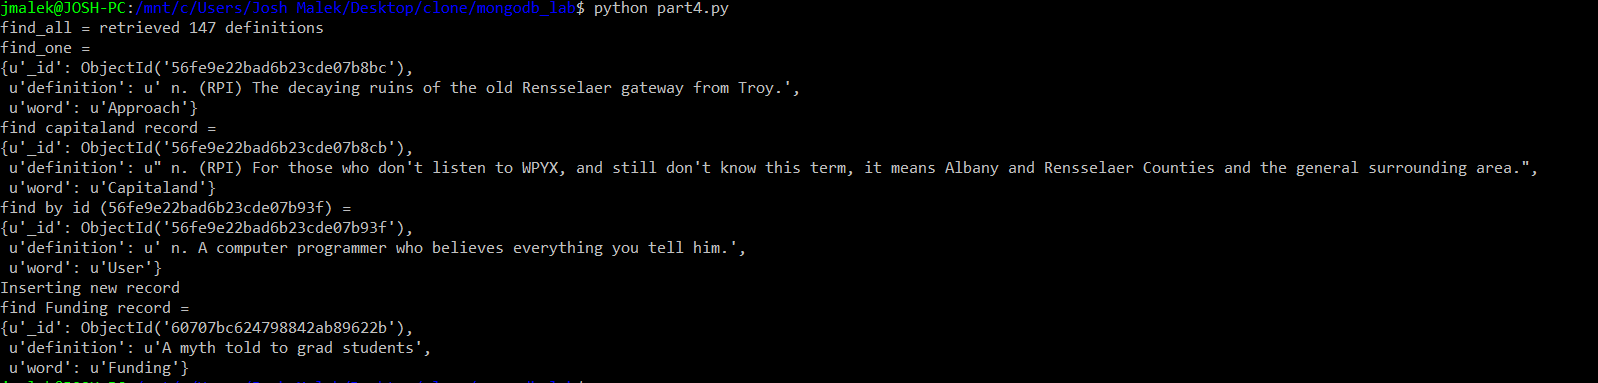 jmalek@JOSH-PC:/mnt/c/Users/Josh Malek/Desktop/clone/mongodb_lab$ python part4.py
find_all = retrieved 147 definitions
find_one =
{u'_id': ObjectId('56fe9e22bad6b23cde07b8bc'),
 u'definition': u' n. (RPI) The decaying ruins of the old Rensselaer gateway from Troy.',
 u'word': u'Approach'}
find capitaland record =
{u'_id': ObjectId('56fe9e22bad6b23cde07b8cb'),
 u'definition': u" n. (RPI) For those who don't listen to WPYX, and still don't know this term, it means Albany and Rensselaer Counties and the general surrounding area.",
 u'word': u'Capitaland'}
find by id (56fe9e22bad6b23cde07b93f) =
{u'_id': ObjectId('56fe9e22bad6b23cde07b93f'),
 u'definition': u' n. A computer programmer who believes everything you tell him.',
 u'word': u'User'}
Inserting new record
find Funding record =
{u'_id': ObjectId('60707bc624798842ab89622b'),
 u'definition': u'A myth told to grad students',
 u'word': u'Funding'}